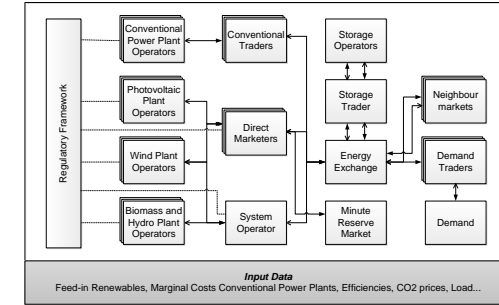 Regulatory Framework
Conventional
Power Plant
Operators
Conventional
Traders
Storage
Operators
Photovoltaic
Plant
Operators
Storage
Trader
Neighbour
markets
Direct
Marketers
Wind Plant
Operators
Energy
Exchange
Demand
Traders
Biomass and
Hydro Plant
Operators
System
Operator
Minute
Reserve
Market
Demand
Input Data
Feed-in Renewables, Marginal Costs Conventional Power Plants, Efficiencies, CO2 prices, Load...